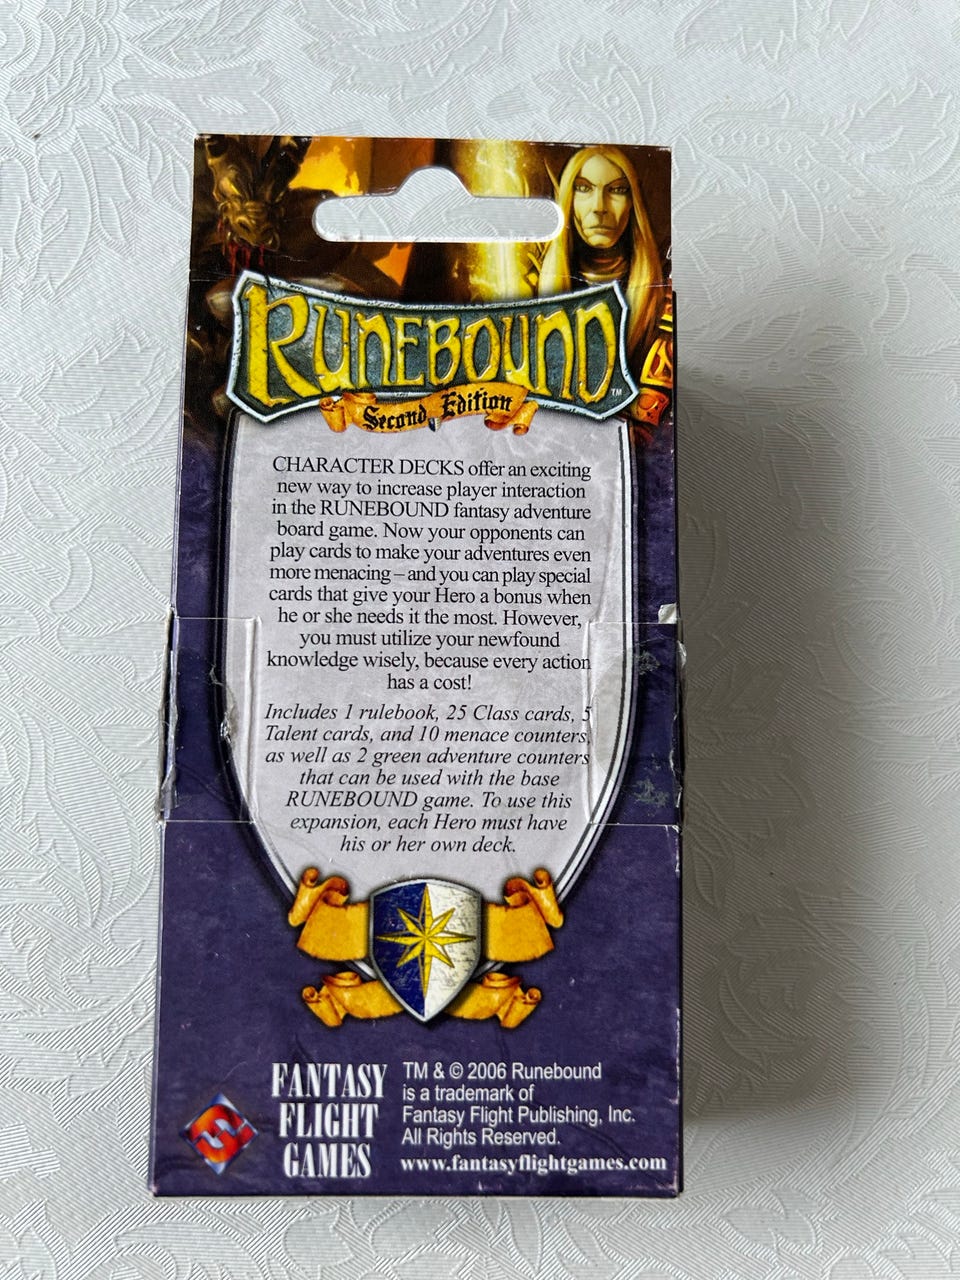 RUNEBOUND™
Second Edition
CHARACTER DECKS offer an exciting
new way to increase player interaction
in the RUNEBOUND fantasy adventure
board game. Now your opponents can
play cards to make your adventures even
more menacing – and you can play special
cards that give your Hero a bonus when
he or she needs it the most. However,
you must utilize your newfound
knowledge wisely, because every action
has a cost!
Includes 1 rulebook, 25 Class cards, 5
Talent cards, and 10 menace counters,
as well as 2 green adventure counters
that can be used with the base
RUNEBOUND game. To use this
expansion, each Hero must have
his or her own deck.
FANTASY
FLIGHT
GAMES
TM & © 2006 Runebound
is a trademark of
Fantasy Flight Publishing, Inc.
All Rights Reserved.
www.fantasyflightgames.com